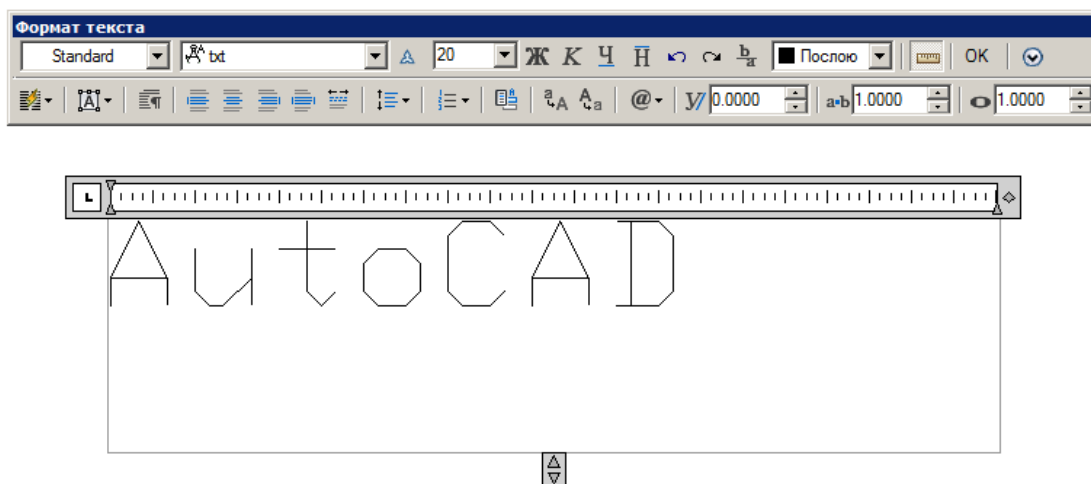 Формат текста
Standard txt 20 Ж К Ч Н b/a Послою OK
@ 0.0000 a•b 1.0000 1.0000
AutoCAD